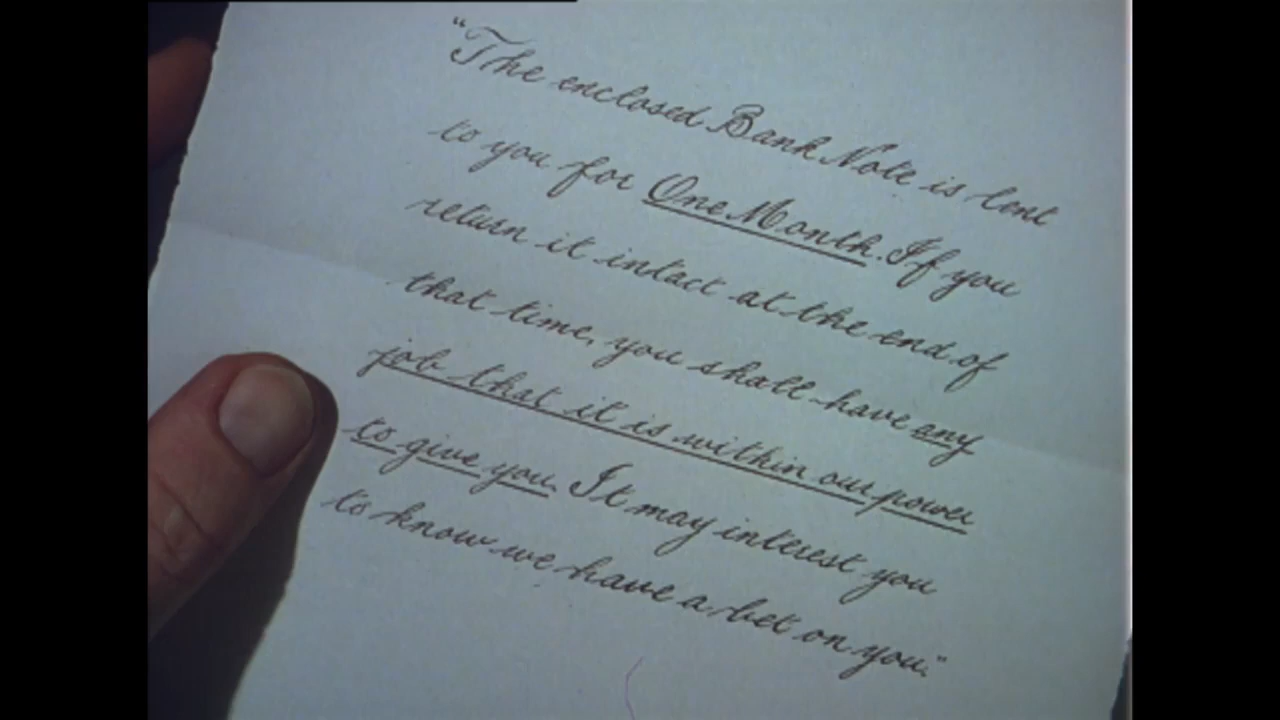 "The enclosed Bank Note is lent
to you for One Month. If you
return it intact at the end of
that time, you shall have any
job that it is within our power
to give you. It may interest you
to know we have a bet on you."